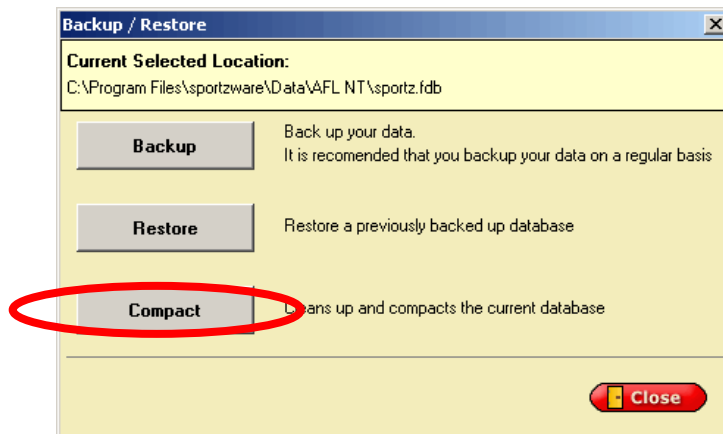 Backup / Restore
Current Selected Location:
C:\Program Files\sportzware\Data\AFL NT\sportz.fdb
Backup
Back up your data.
It is recomended that you backup your data on a regular basis
Restore
Restore a previously backed up database
Compact
Cleans up and compacts the current database
Close